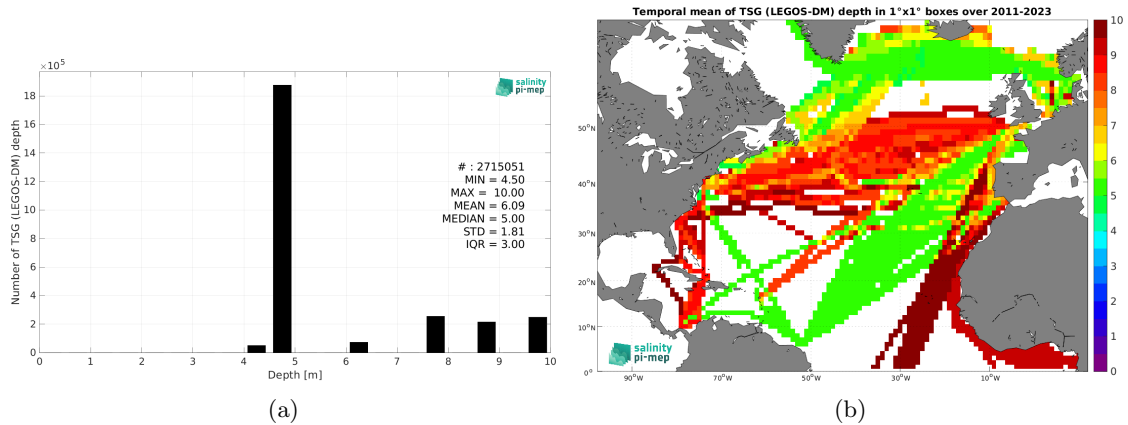 ×10⁵
18
16
14
12
10
8
6
4
2
0
0 1 2 3 4 5 6 7 8 9 10
Number of TSG (LEGOS-DM) depth
Depth [m]
salinity
pi-mep
# : 2715051
MIN = 4.50
MAX = 10.00
MEAN = 6.09
MEDIAN = 5.00
STD = 1.81
IQR = 3.00
(a)
Temporal mean of TSG (LEGOS-DM) depth in 1°x1° boxes over 2011-2023
50°N
40°N
30°N
20°N
10°N
0°
90°W 70°W 50°W 30°W 10°W
salinity
pi-mep
10
9
8
7
6
5
4
3
2
1
0
(b)